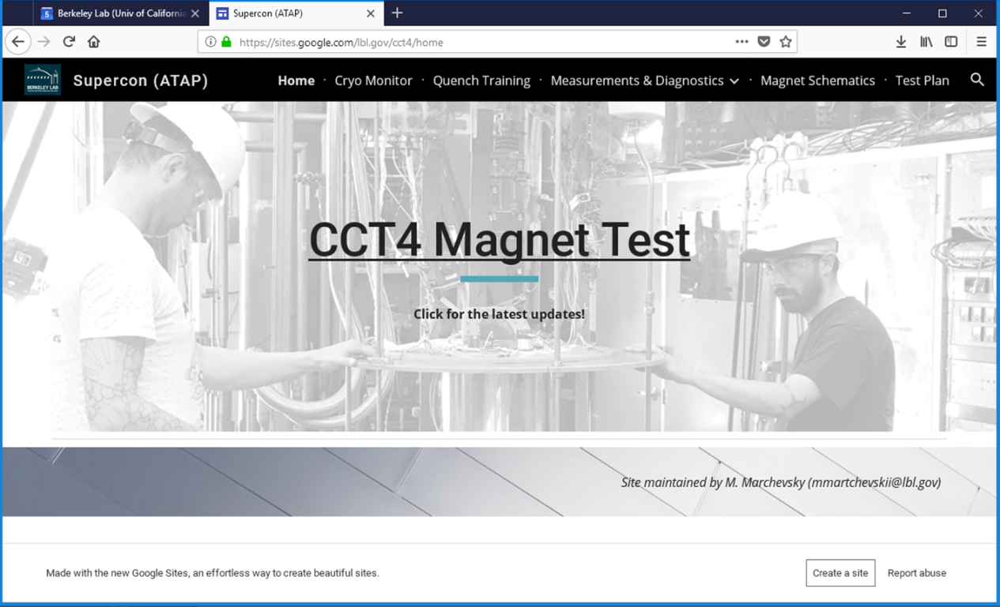 Berkeley Lab (Univ of California
Supercon (ATAP)
https://sites.google.com/lbl.gov/cct4/home
BERKELEY LAB
Supercon (ATAP)
Home · Cryo Monitor · Quench Training · Measurements & Diagnostics · Magnet Schematics · Test Plan
CCT4 Magnet Test
Click for the latest updates!
Site maintained by M. Marchevsky (mmartchevskii@lbl.gov)
Made with the new Google Sites, an effortless way to create beautiful sites.
Create a site
Report abuse